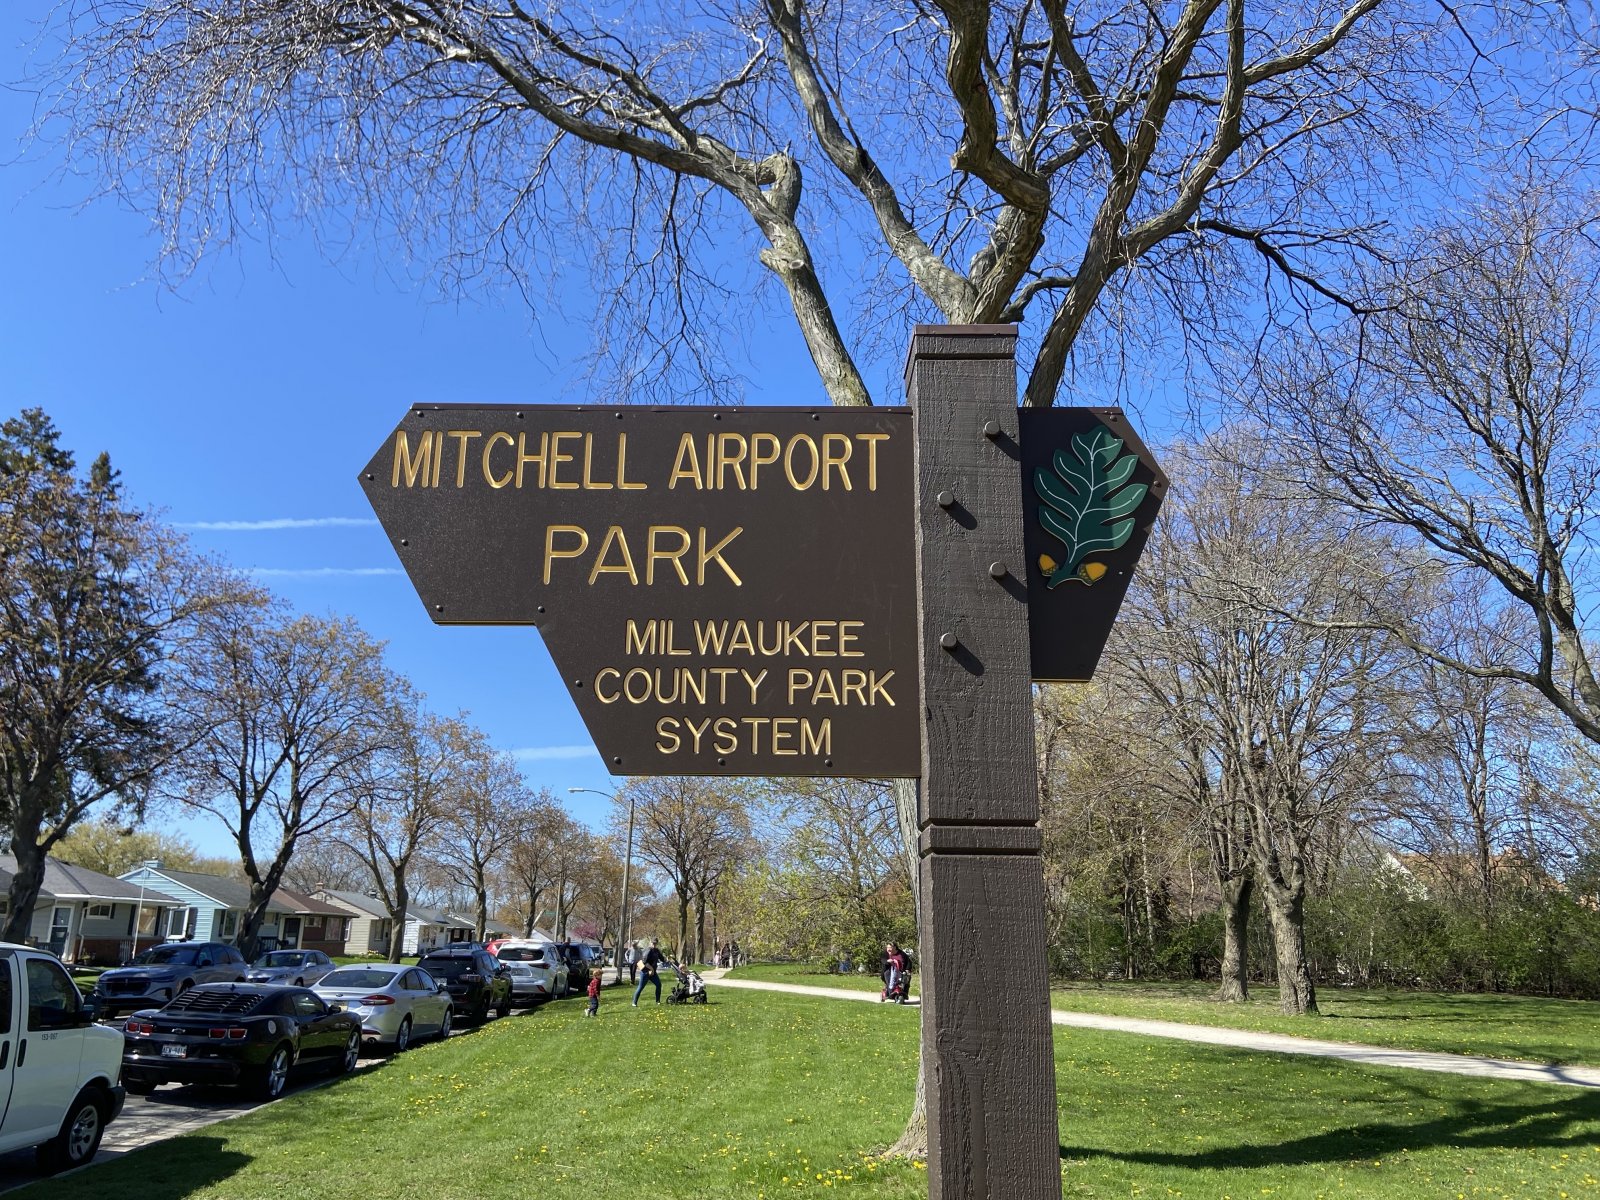 MITCHELL AIRPORT
PARK
MILWAUKEE
COUNTY PARK
SYSTEM